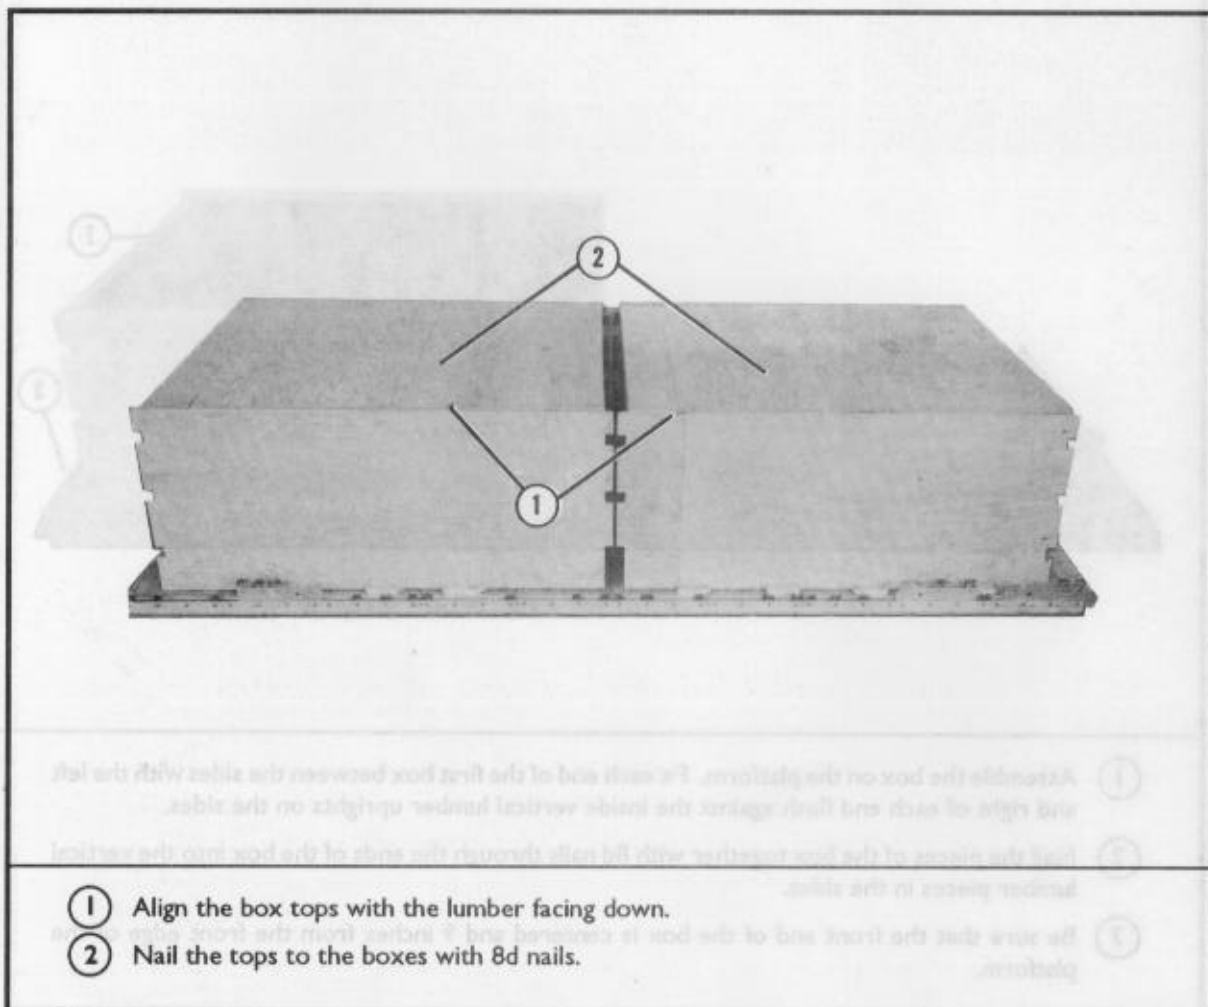 2
1
1 Align the box tops with the lumber facing down.
2 Nail the tops to the boxes with 8d nails.